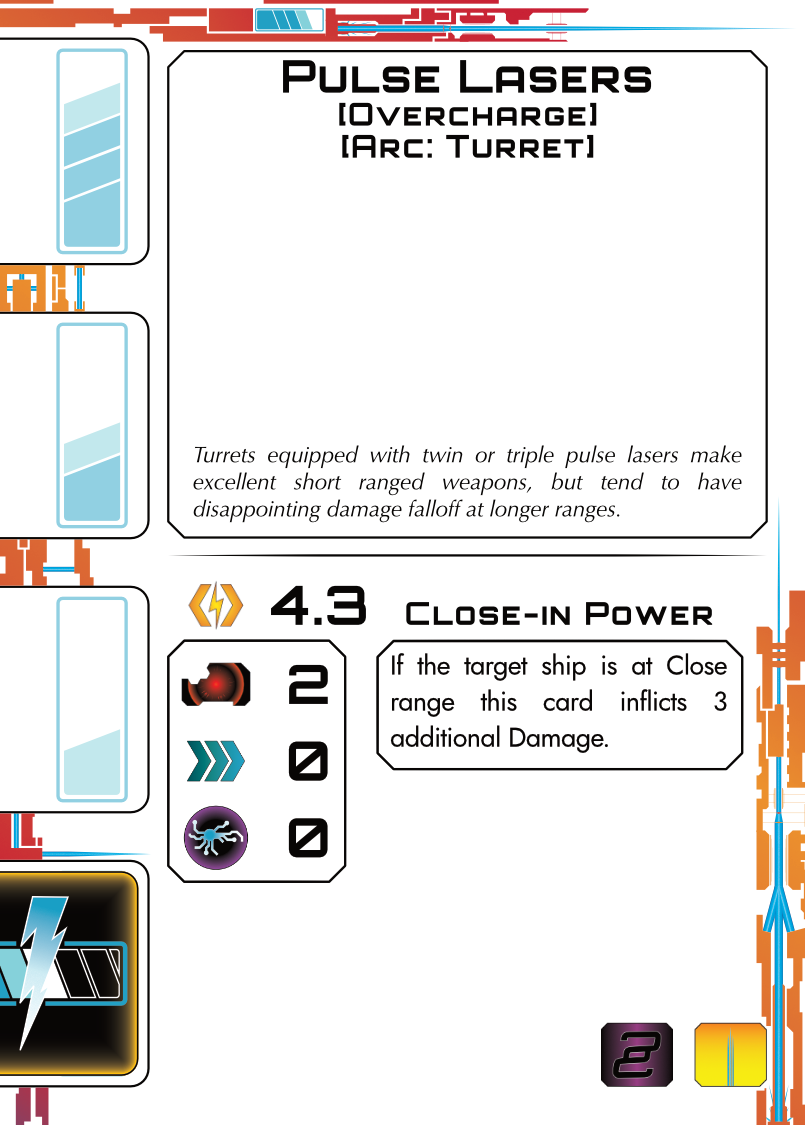 Pulse Lasers
[Overcharge]
[Arc: Turret]
Turrets equipped with twin or triple pulse lasers make
excellent short ranged weapons, but tend to have
disappointing damage falloff at longer ranges.
4.3
Close-in Power
2
0
0
If the target ship is at Close
range this card inflicts 3
additional Damage.
2